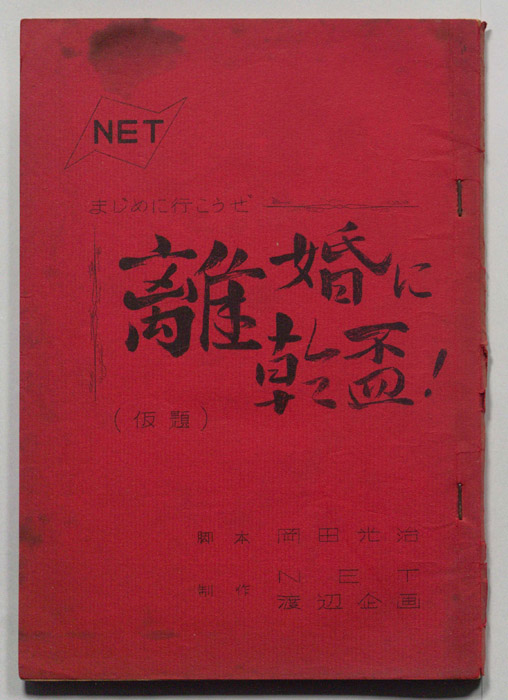 NET
まじめに行こうぜ
離婚に
乾盃!
(仮題)
脚本 岡田光治
制作 NET
渡辺企画